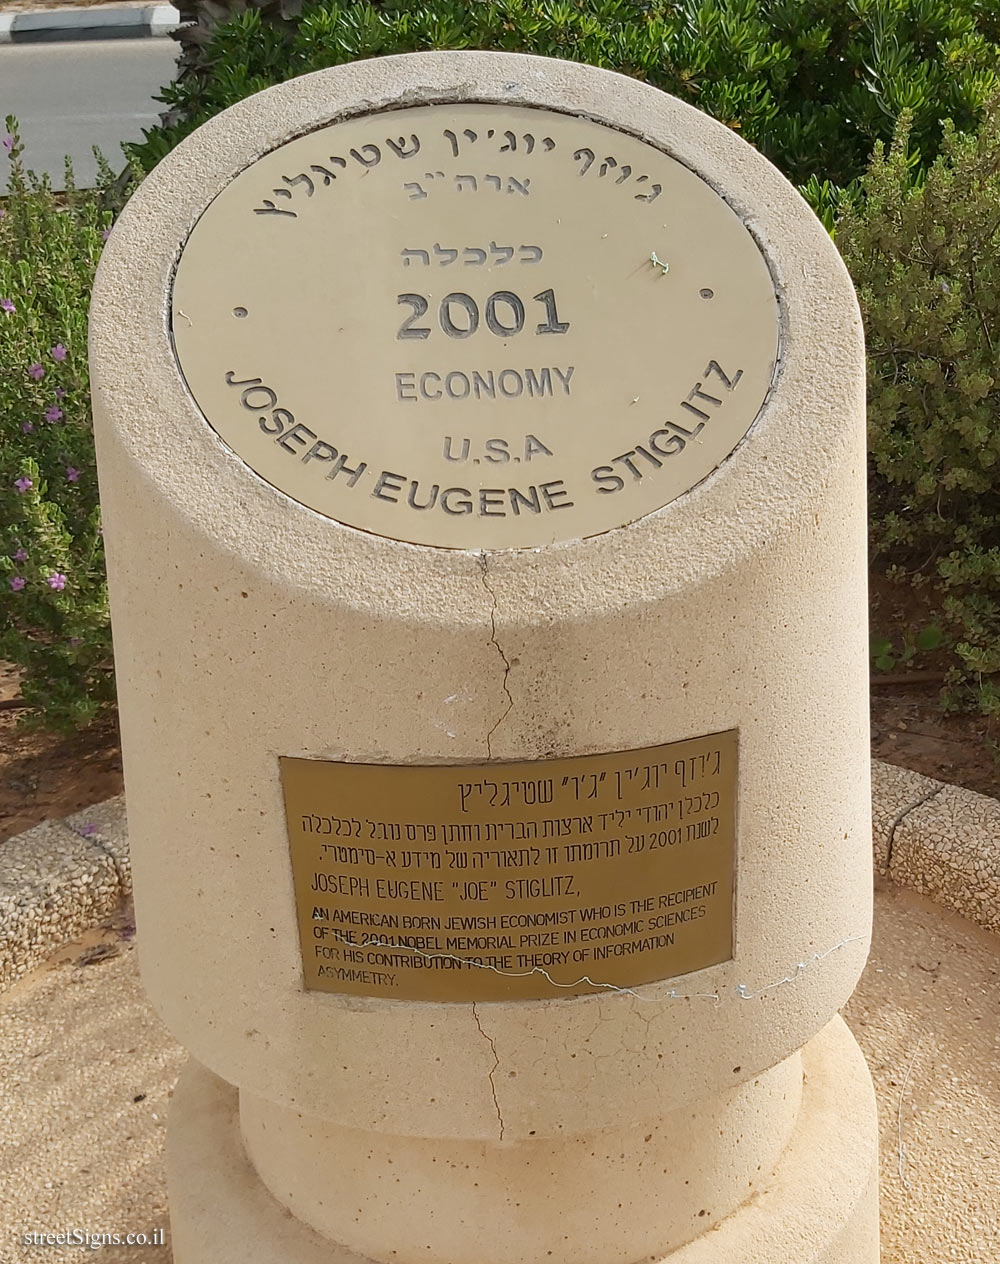 ג'וזף יוג'ין שטיגליץ
ארה"ב
כלכלה
2001
ECONOMY
U.S.A
JOSEPH EUGENE STIGLITZ
ג'וזף יוג'ין "ג'ו" שטיגליץ
כלכלן יהודי יליד ארצות הברית וחתן פרס נובל לכלכלה
לשנת 2001 על תרומתו זו לתאוריה של מידע א-סימטרי.
JOSEPH EUGENE "JOE" STIGLITZ,
AN AMERICAN BORN JEWISH ECONOMIST WHO IS THE RECIPIENT
OF THE 2001 NOBEL MEMORIAL PRIZE IN ECONOMIC SCIENCES
FOR HIS CONTRIBUTION TO THE THEORY OF INFORMATION
ASYMMETRY.
streetSigns.co.il